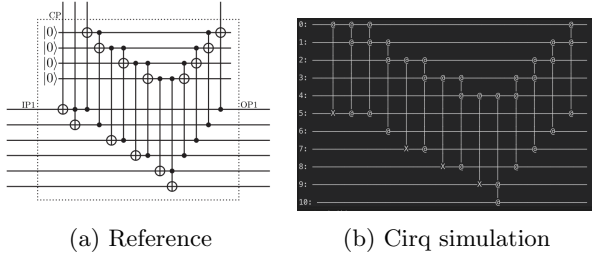 CP
|0⟩
|0⟩
|0⟩
|0⟩
IP1 OP1
0:
1:
2:
3:
4:
5: X
6:
7: X
8: X
9: X
10:
(a) Reference
(b) Cirq simulation